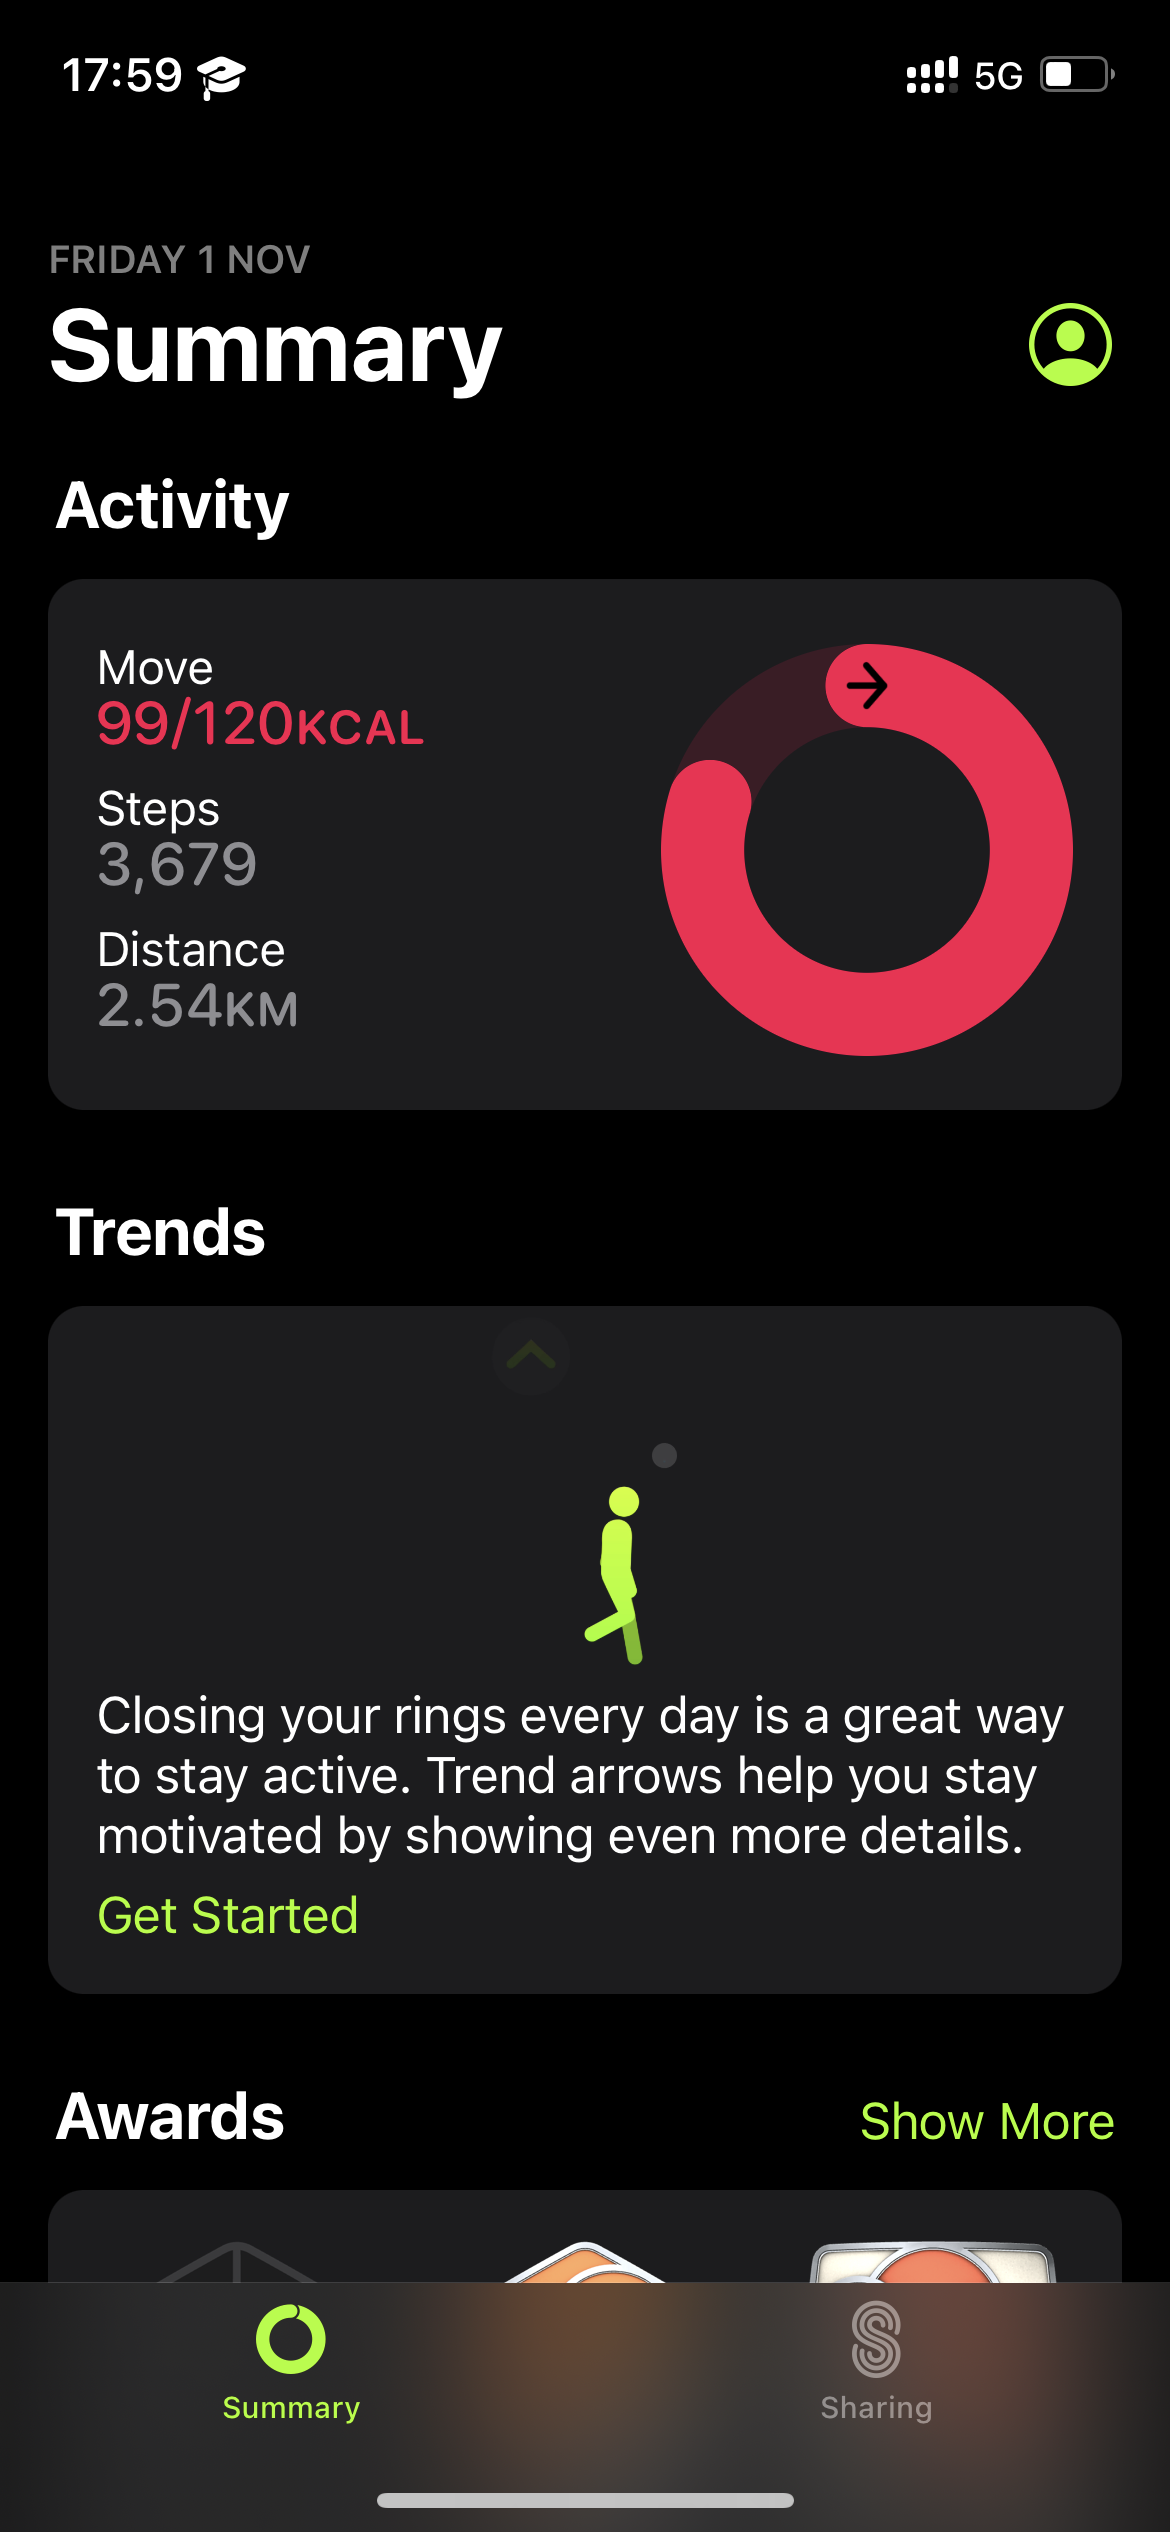 17:59
5G
FRIDAY 1 NOV
Summary
Activity
Move
99/120KCAL
Steps
3,679
Distance
2.54KM
Trends
Closing your rings every day is a great way
to stay active. Trend arrows help you stay
motivated by showing even more details.
Get Started
Awards
Show More
Summary
Sharing